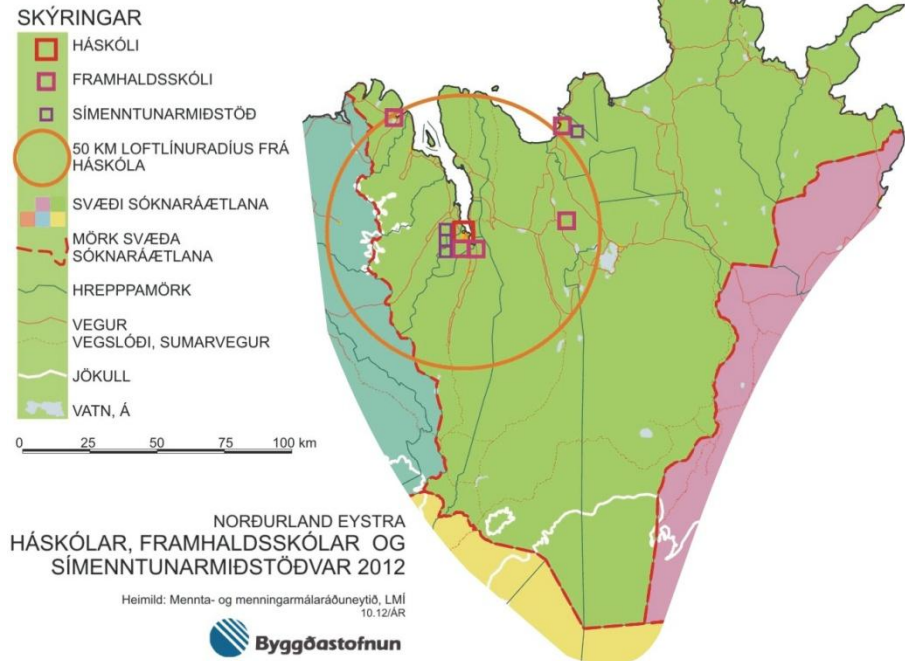 SKÝRINGAR
HÁSKÓLI
FRAMHALDSSKÓLI
SÍMENNTUNARMIÐSTÖÐ
50 KM LOFTLÍNURADÍUS FRÁ
HÁSKÓLA
SVÆÐI SÓKNARÁÆTLANA
MÖRK SVÆÐA
SÓKNARÁÆTLANA
HREPPPAMÖRK
VEGUR
VEGSLÓÐI, SUMARVEGUR
JÖKULL
VATN, Á
0 25 50 75 100 km
NORÐURLAND EYSTRA
HÁSKÓLAR, FRAMHALDSSKÓLAR OG
SÍMENNTUNARMIÐSTÖÐVAR 2012
Heimild: Mennta- og menningarmálaráðuneytið, LMÍ
10.12/ÁR
Byggðastofnun